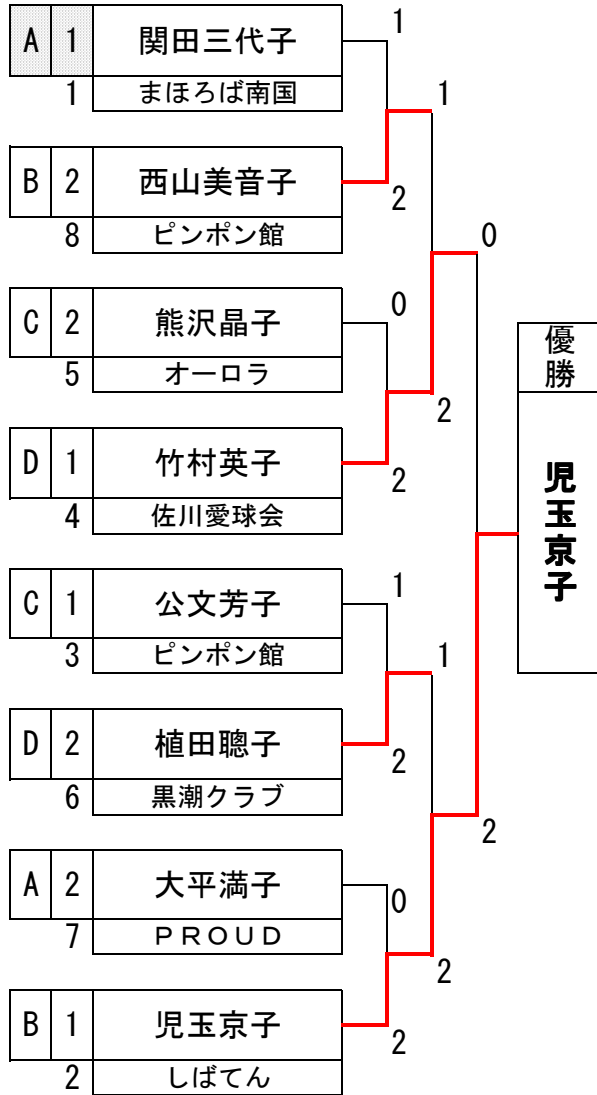 A 1 関田三代子 1
1 まほろば南国 1
B 2 西山美音子 2
8 ピンポン館 0
C 2 熊沢晶子 0
5 オーロラ 2
D 1 竹村英子 2
4 佐川愛球会
優勝
児玉京子
C 1 公文芳子 1
3 ピンポン館 1
D 2 植田聰子 2
6 黒潮クラブ 2
A 2 大平満子 0
7 ＰＲＯＵＤ 2
B 1 児玉京子 2
2 しばてん